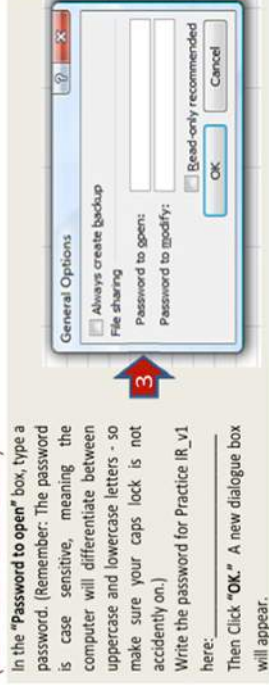 In the "Password to open" box, type a
password. (Remember: The password
is case sensitive, meaning the
computer will differentiate between
uppercase and lowercase letters - so
make sure your caps lock is not
accidently on.)
Write the password for Practice IR_v1
here:____________
Then Click "OK." A new dialogue box
will appear.
3
General Options
?
x
Always create backup
File sharing
Password to open:
Password to modify:
Read-only recommended
OK
Cancel